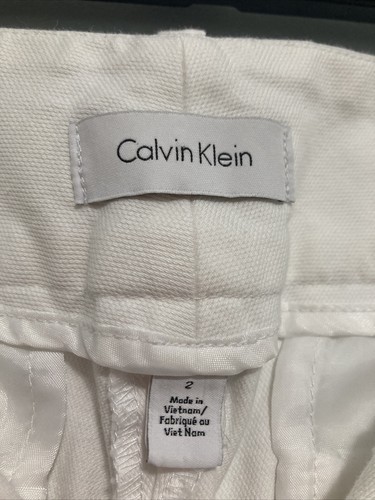 Calvin Klein
2
Made in
Vietnam/
Fabriqué au
Viet Nam